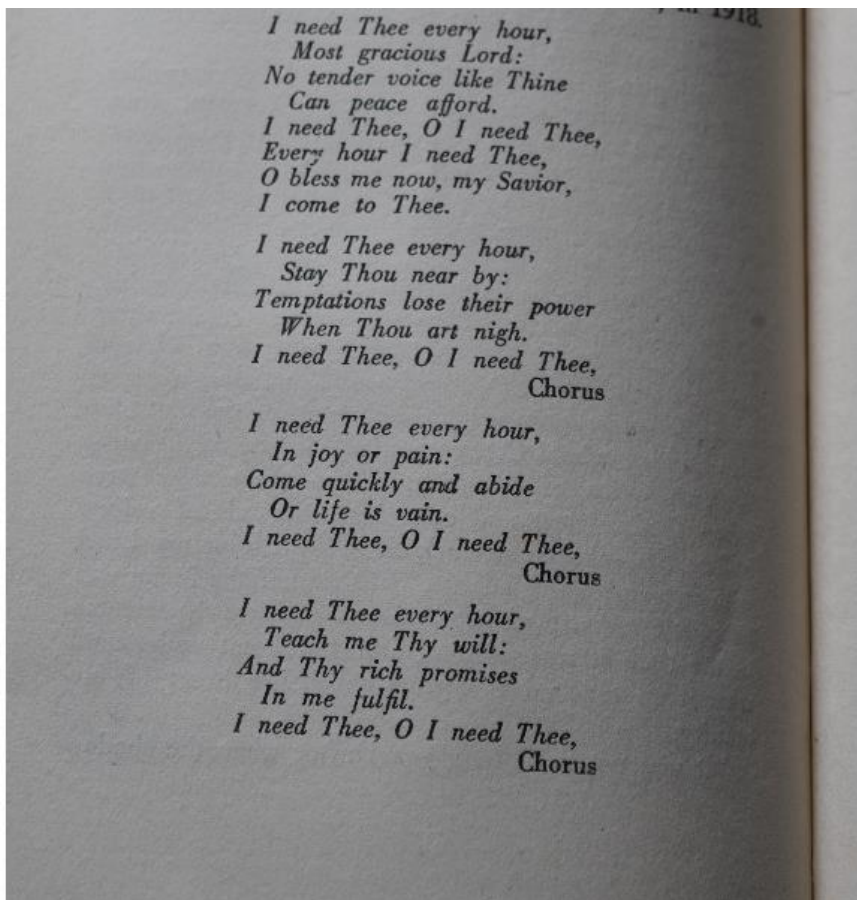 in 1918.
I need Thee every hour,
Most gracious Lord:
No tender voice like Thine
Can peace afford.
I need Thee, O I need Thee,
Every hour I need Thee,
O bless me now, my Savior,
I come to Thee.
I need Thee every hour,
Stay Thou near by:
Temptations lose their power
When Thou art nigh.
I need Thee, O I need Thee,
Chorus
I need Thee every hour,
In joy or pain:
Come quickly and abide
Or life is vain.
I need Thee, O I need Thee,
Chorus
I need Thee every hour,
Teach me Thy will:
And Thy rich promises
In me fulfil.
I need Thee, O I need Thee,
Chorus